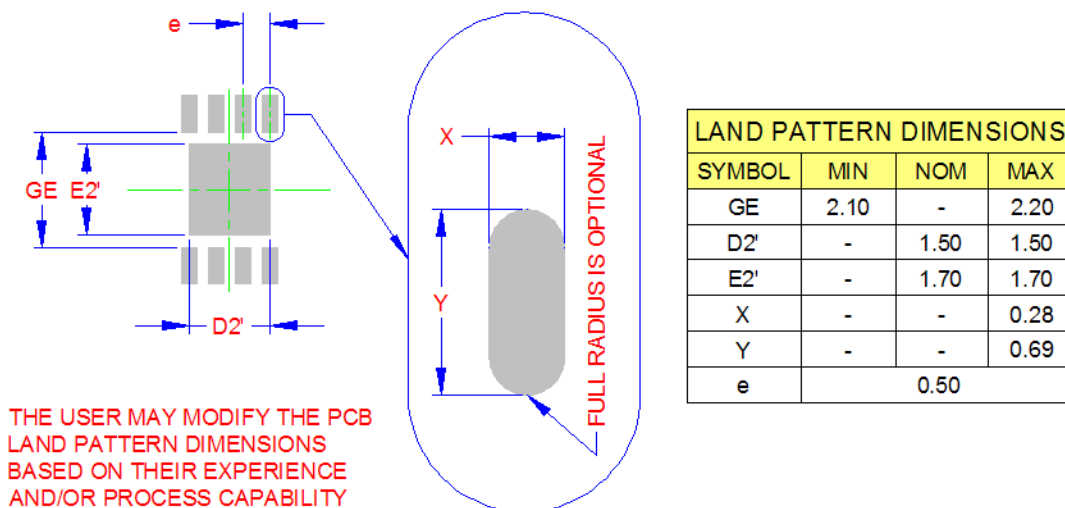 e
GE E2'
D2'
X
Y
FULL RADIUS IS OPTIONAL
THE USER MAY MODIFY THE PCB
LAND PATTERN DIMENSIONS
BASED ON THEIR EXPERIENCE
AND/OR PROCESS CAPABILITY
LAND PATTERN DIMENSIONS
SYMBOL MIN NOM MAX
GE 2.10 - 2.20
D2' - 1.50 1.50
E2' - 1.70 1.70
X - - 0.28
Y - - 0.69
e 0.50